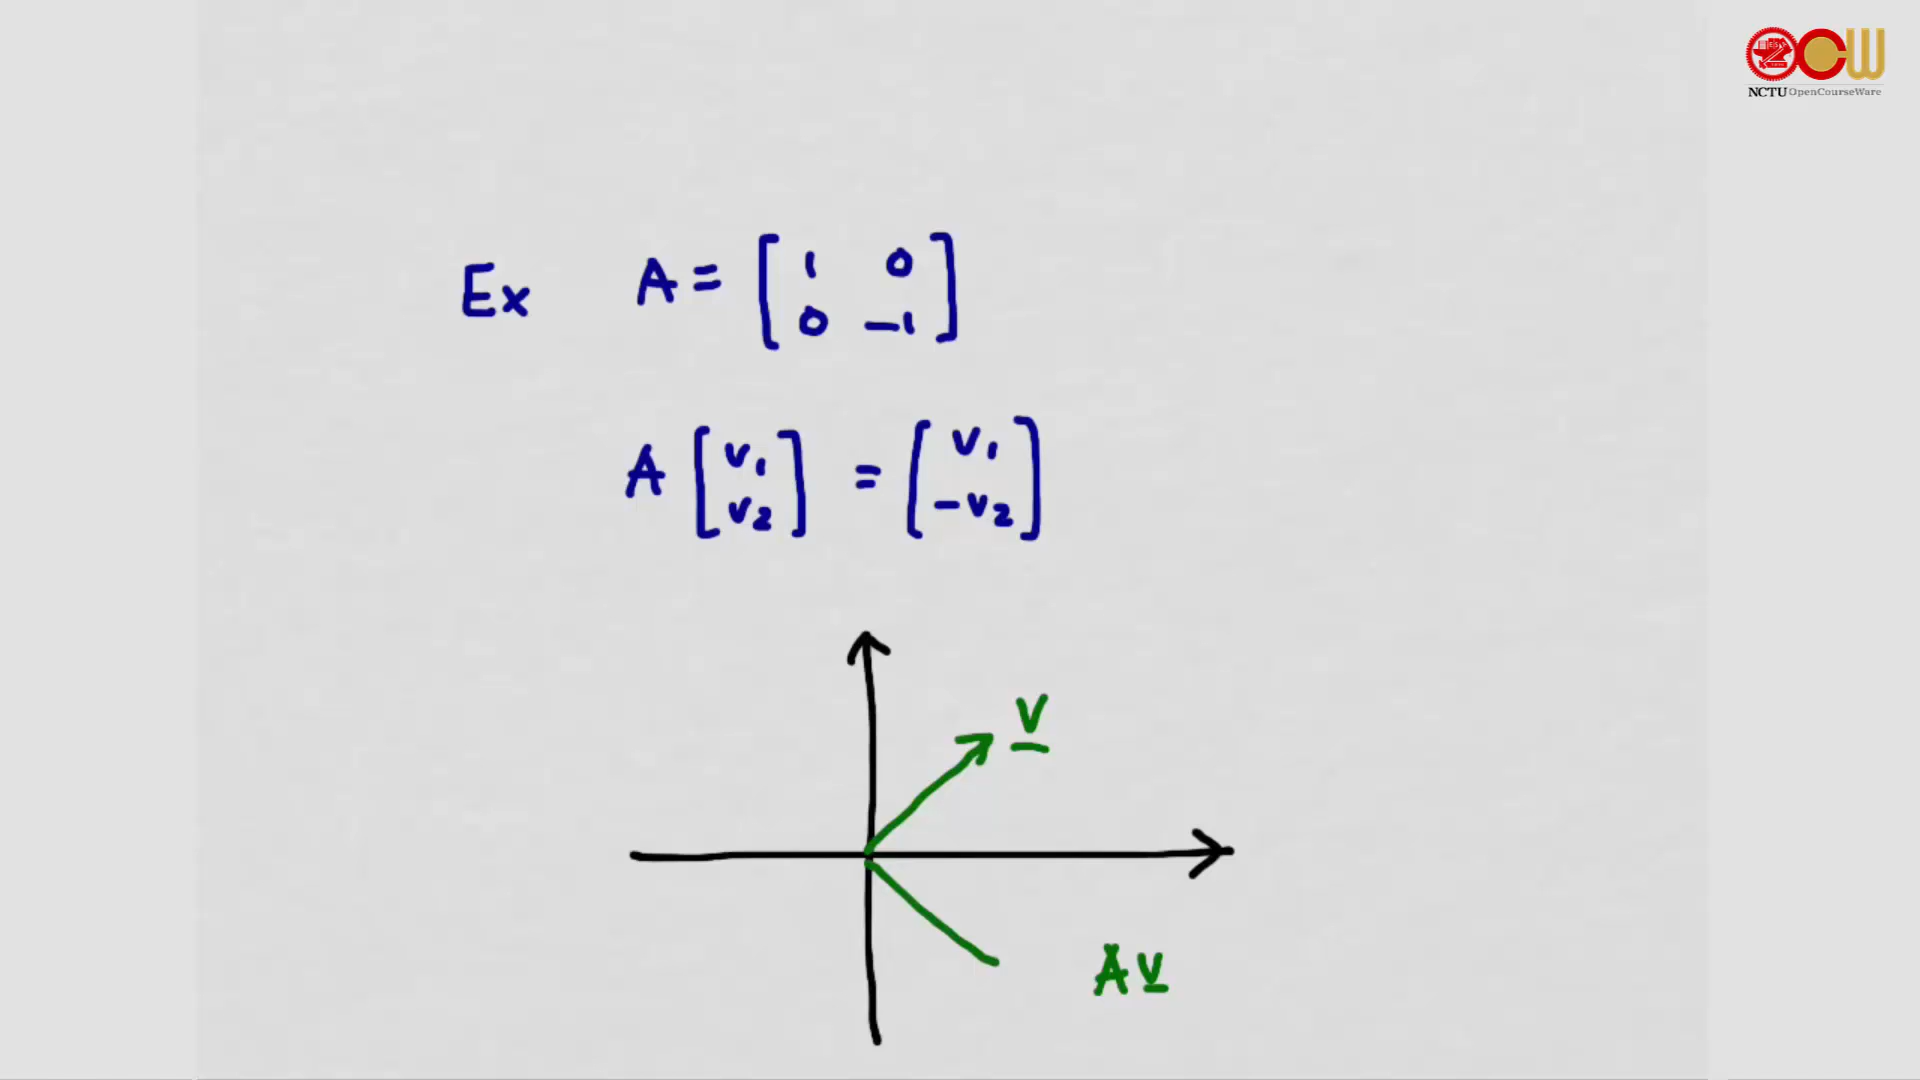 NCTU OpenCourseWare
Ex A = [ 1 0
0 -1 ]
A [ v1
v2 ] = [ v1
-v2 ]
v
Av